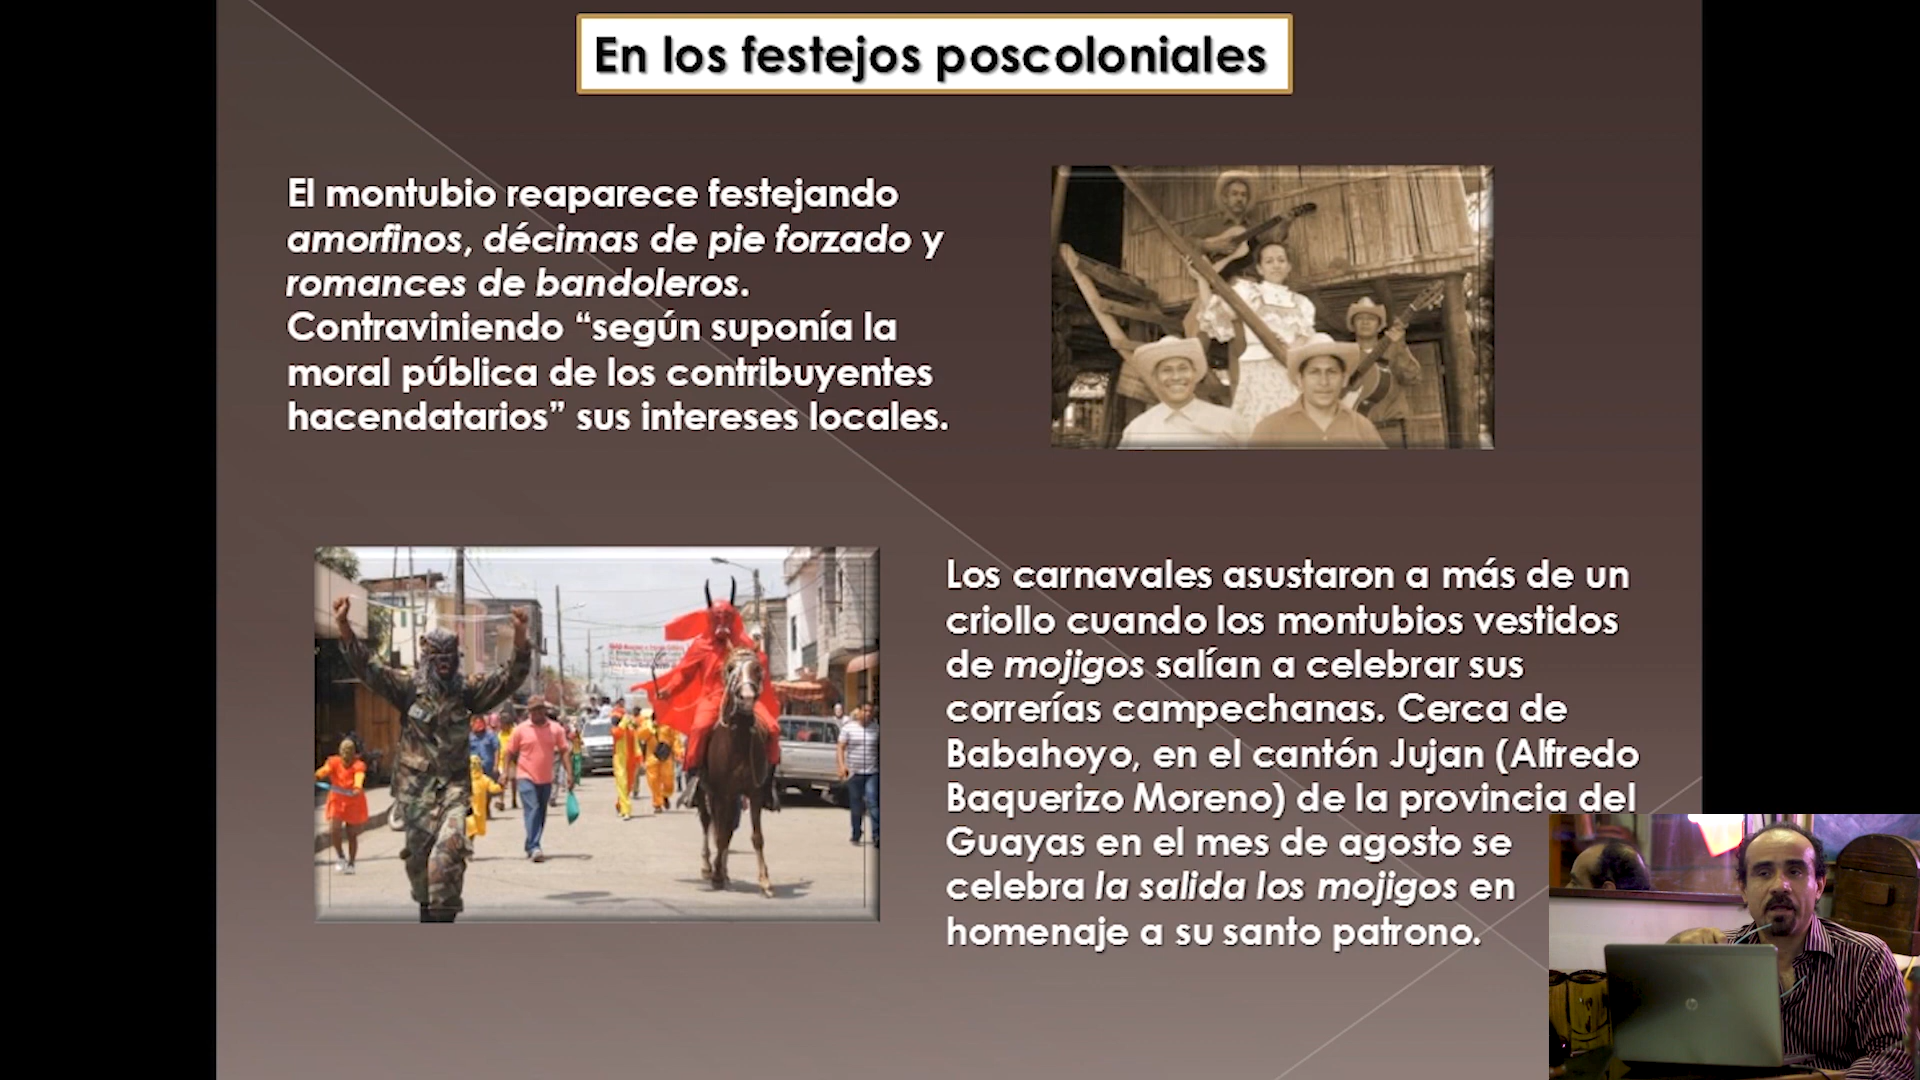 En los festejos poscoloniales
El montubio reaparece festejando
amorfinos, décimas de pie forzado y
romances de bandoleros.
Contraviniendo “según suponía la
moral pública de los contribuyentes
hacendatarios” sus intereses locales.
Los carnavales asustaron a más de un
criollo cuando los montubios vestidos
de mojigos salían a celebrar sus
correrías campechanas. Cerca de
Babahoyo, en el cantón Jujan (Alfredo
Baquerizo Moreno) de la provincia del
Guayas en el mes de agosto se
celebra la salida los mojigos en
homenaje a su santo patrono.